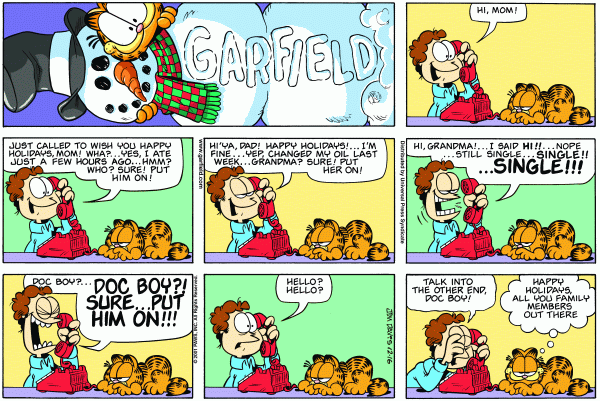 GARFIELD
HI, MOM!
JUST CALLED TO WISH YOU HAPPY
HOLIDAYS, MOM! WHA?...YES, I ATE
JUST A FEW HOURS AGO...HMM?
WHO? SURE! PUT
HIM ON!
www.garfield.com
HI'YA, DAD! HAPPY HOLIDAYS!... I'M
FINE... YEP, CHANGED MY OIL LAST
WEEK...GRANDMA? SURE! PUT
HER ON!
Distributed by Universal Press Syndicate
HI, GRANDMA!... I SAID HI!!...NOPE
...STILL SINGLE...SINGLE!!
...SINGLE!!!
DOC BOY?...
DOC BOY?!
SURE...PUT
HIM ON!!!
HELLO?
HELLO?
JIM DAVIS 12-16
TALK INTO
THE OTHER END,
DOC BOY!
HAPPY
HOLIDAYS,
ALL YOU FAMILY
MEMBERS
OUT THERE